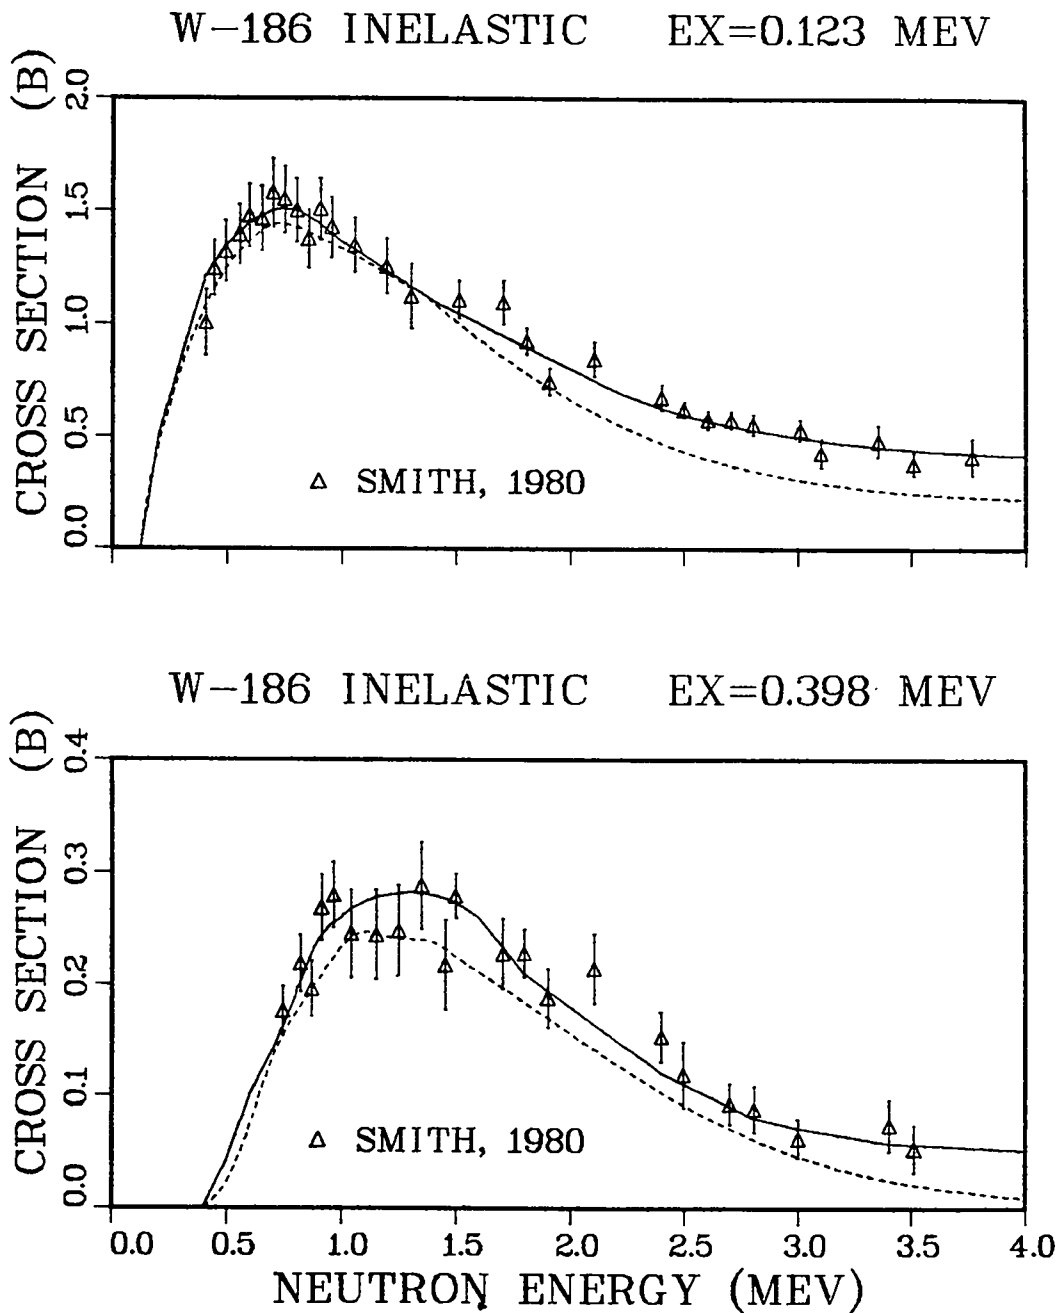 W-186 INELASTIC EX=0.123 MEV
CROSS SECTION (B)
2.0
1.5
1.0
0.5
0.0
SMITH, 1980
W-186 INELASTIC EX=0.398 MEV
CROSS SECTION (B)
0.4
0.3
0.2
0.1
0.0
SMITH, 1980
0.0 0.5 1.0 1.5 2.0 2.5 3.0 3.5 4.0
NEUTRON ENERGY (MEV)